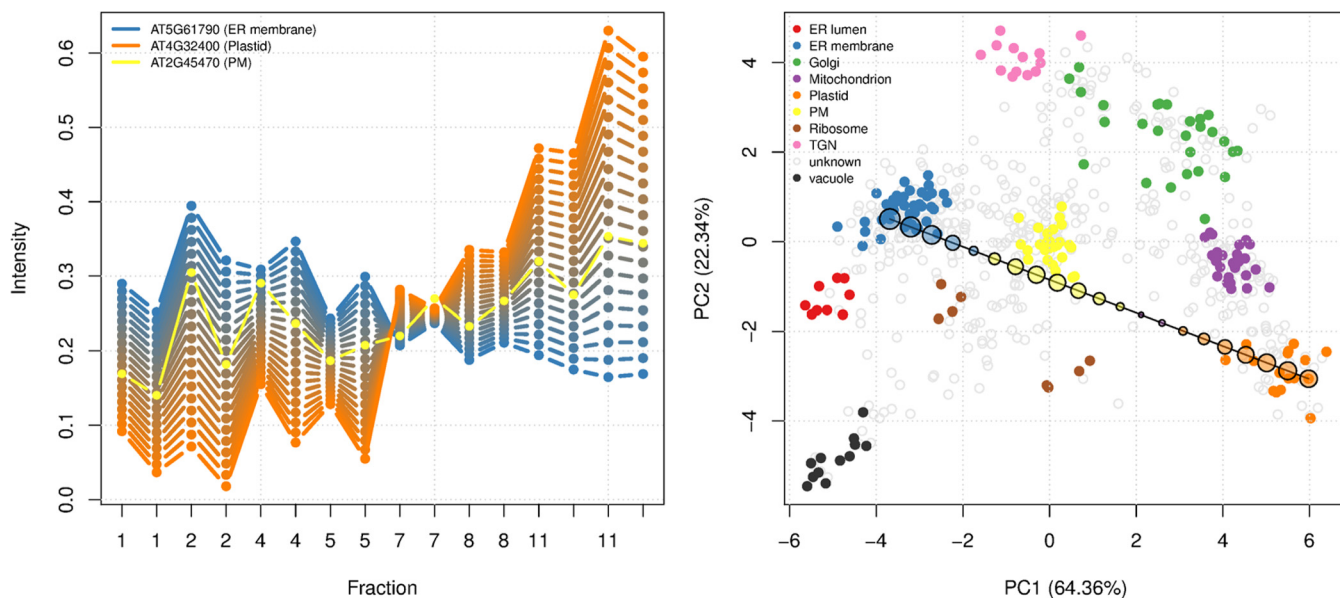 AT5G61790 (ER membrane)
AT4G32400 (Plastid)
AT2G45470 (PM)
Intensity
0.6
0.5
0.4
0.3
0.2
0.1
0.0
1 1 2 2 4 4 5 5 7 7 8 8 11 11
Fraction
ER lumen
ER membrane
Golgi
Mitochondrion
Plastid
PM
Ribosome
TGN
unknown
vacuole
PC2 (22.34%)
4
2
0
−2
−4
−6 −4 −2 0 2 4 6
PC1 (64.36%)